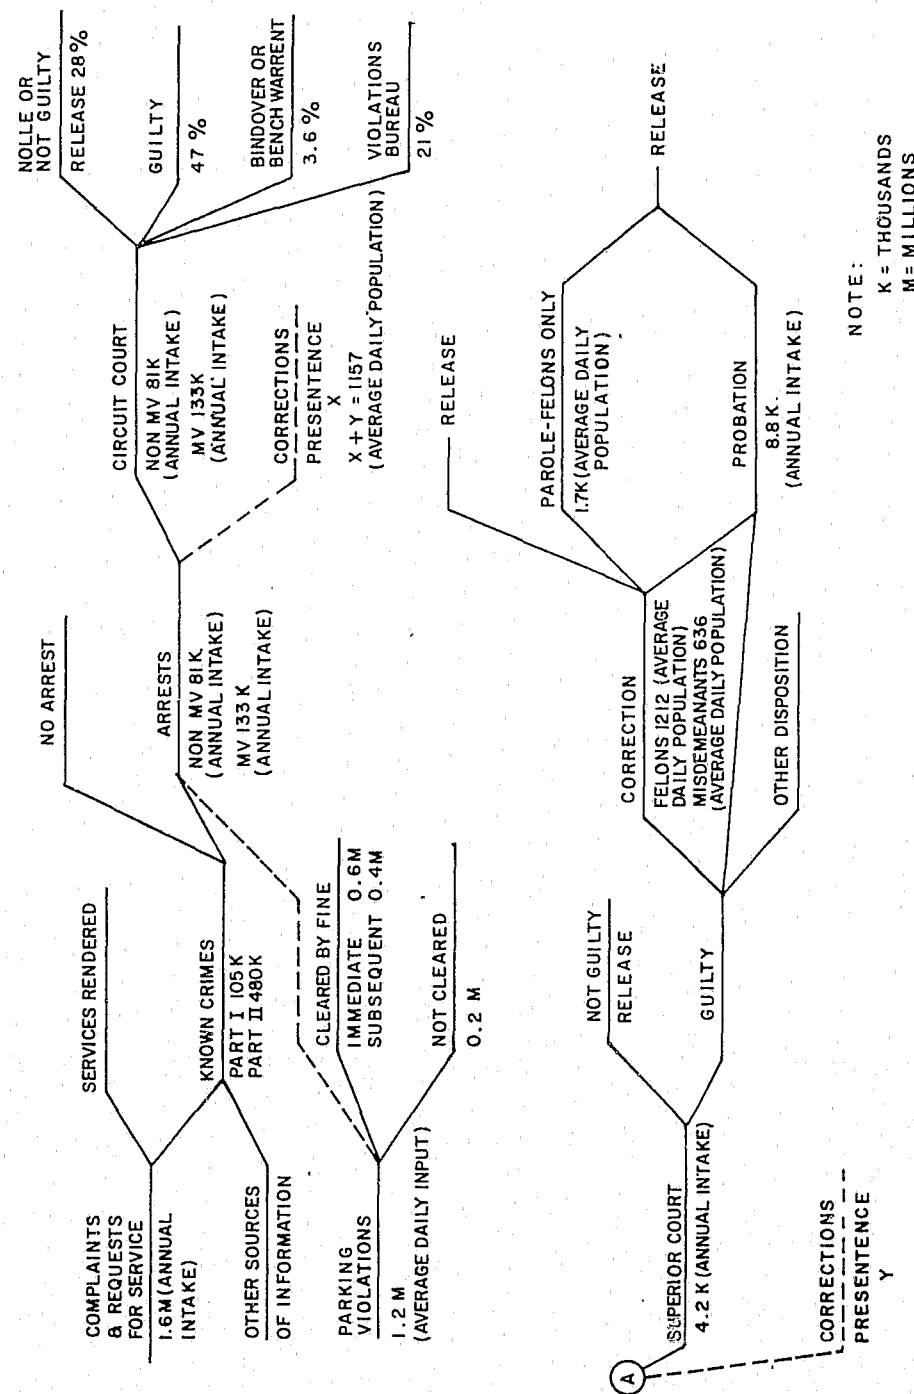 COMPLAINTS
& REQUESTS
FOR SERVICE
1.6M (ANNUAL
INTAKE)
OTHER SOURCES
OF INFORMATION
SERVICES RENDERED
KNOWN CRIMES
PART I 105K
PART II 480K
NO ARREST
ARRESTS
NON MV 81K
(ANNUAL INTAKE)
MV 133K
(ANNUAL INTAKE)
CIRCUIT COURT
NON MV 81K
(ANNUAL INTAKE)
MV 133K
(ANNUAL INTAKE)
CORRECTIONS
PRESENTENCE
X
X + Y = 1157
(AVERAGE DAILY POPULATION)
NOLLE OR
NOT GUILTY
RELEASE 28%
GUILTY
47 %
BINDOVER OR
BENCH WARRENT
3.6 %
VIOLATIONS
BUREAU
21 %
PARKING
VIOLATIONS
1.2 M
(AVERAGE DAILY INPUT)
CLEARED BY FINE
IMMEDIATE 0.6M
SUBSEQUENT 0.4M
NOT CLEARED
0.2 M
A
SUPERIOR COURT
4.2 K (ANNUAL INTAKE)
CORRECTIONS
PRESENTENCE
Y
NOT GUILTY
RELEASE
GUILTY
CORRECTION
FELONS 1212 (AVERAGE
DAILY POPULATION)
MISDEMEANANTS 636
(AVERAGE DAILY POPULATION)
OTHER DISPOSITION
RELEASE
PAROLE-FELONS ONLY
1.7K (AVERAGE DAILY
POPULATION)
PROBATION
8.8 K
(ANNUAL INTAKE)
RELEASE
NOTE:
K = THOUSANDS
M = MILLIONS